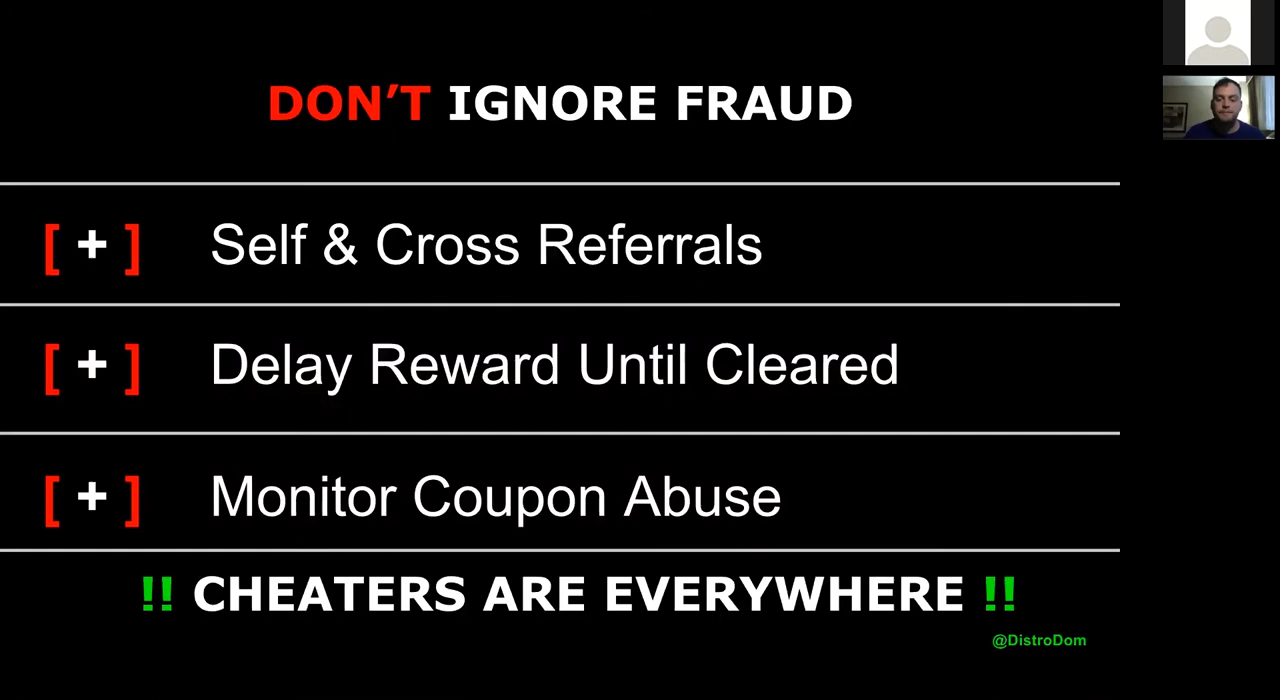 DON’T IGNORE FRAUD
[ + ] Self & Cross Referrals
[ + ] Delay Reward Until Cleared
[ + ] Monitor Coupon Abuse
!! CHEATERS ARE EVERYWHERE !!
@DistroDom